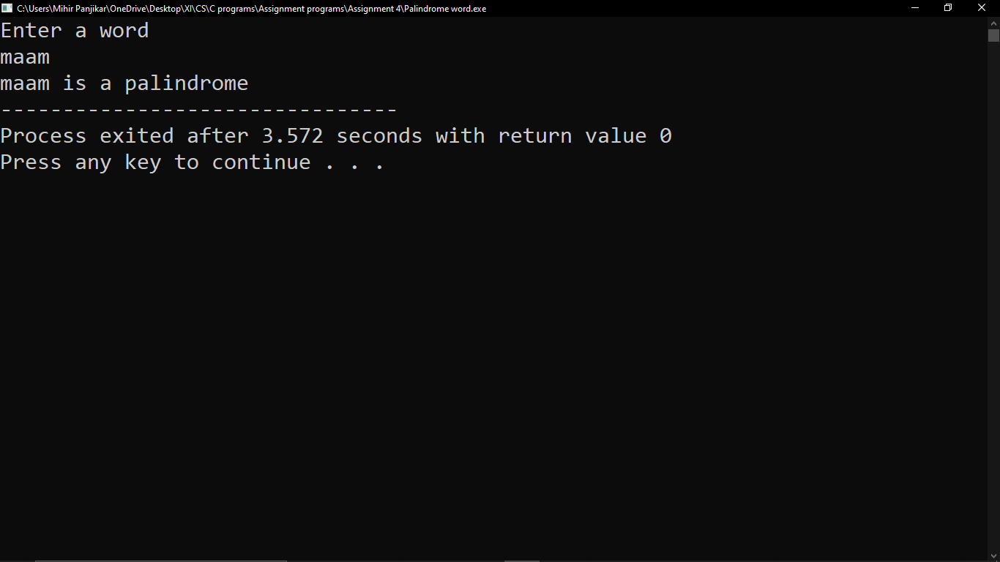 C:\Users\Mihir Panjikar\OneDrive\Desktop\XI\CS\C programs\Assignment programs\Assignment 4\Palindrome word.exe
Enter a word
maam
maam is a palindrome
--------------------------------
Process exited after 3.572 seconds with return value 0
Press any key to continue . . .